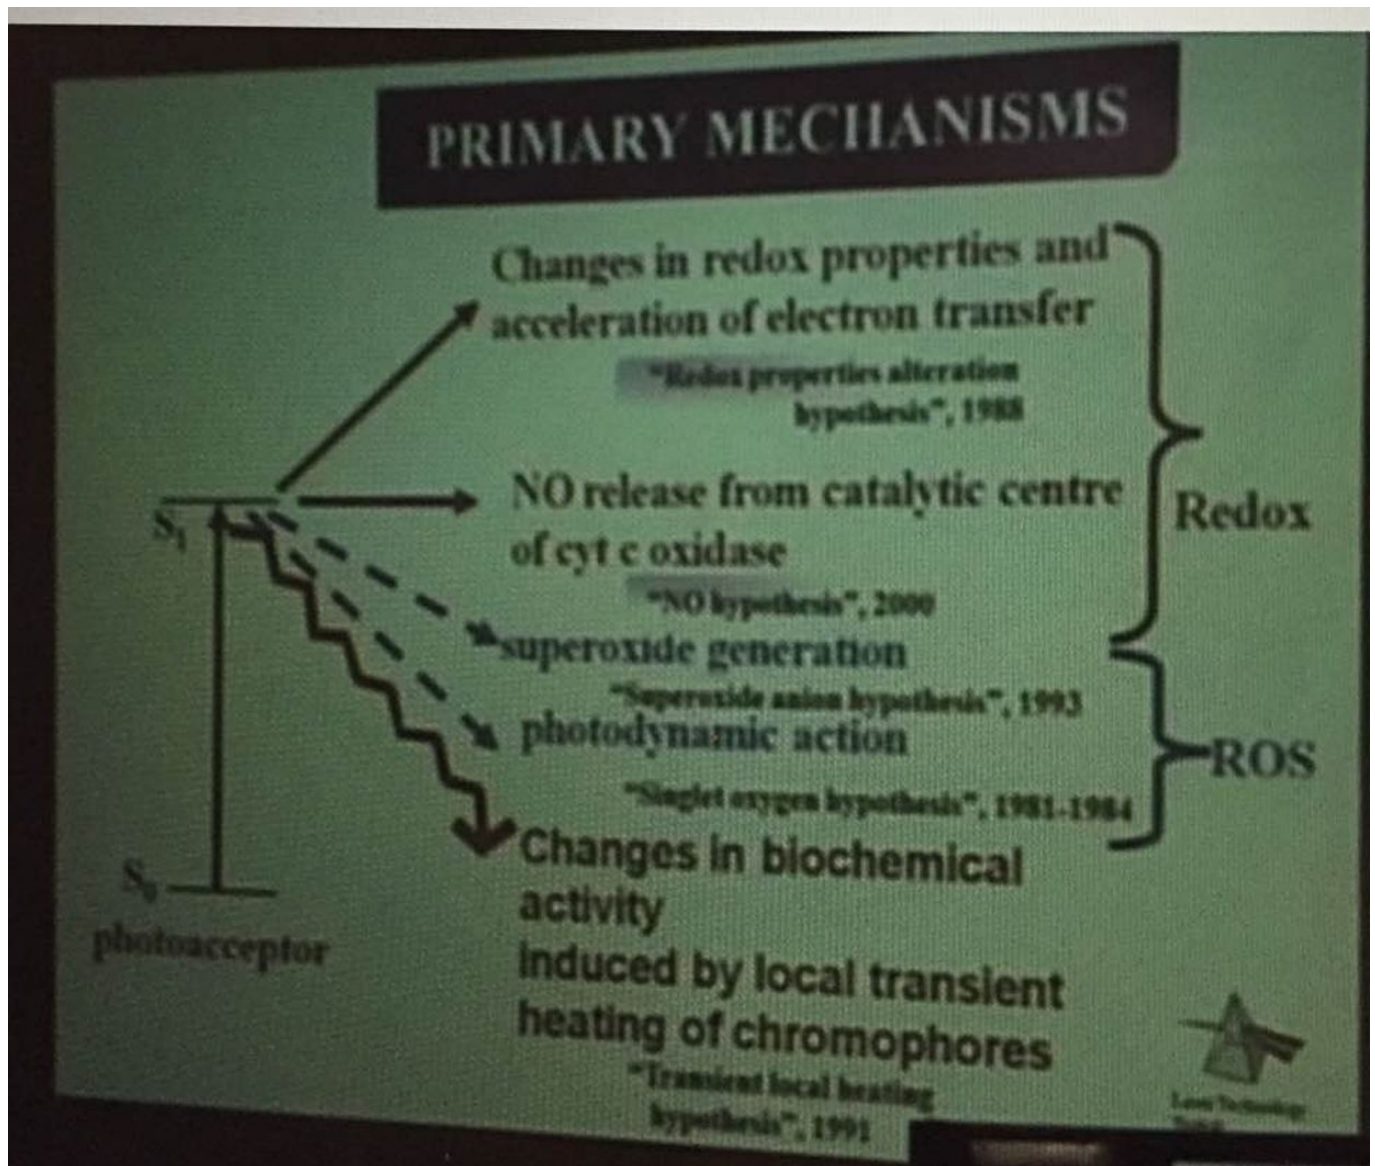 PRIMARY MECHANISMS
Changes in redox properties and
acceleration of electron transfer
"Redox properties alteration
hypothesis", 1988
NO release from catalytic centre
of cyt c oxidase
"NO hypothesis", 2000
Redox
S₁
superoxide generation
"Superoxide anion hypothesis", 1993
photodynamic action
ROS
"Singlet oxygen hypothesis", 1981-1984
Changes in biochemical
activity
induced by local transient
heating of chromophores
"Transient local heating
hypothesis", 1991
S₀
photoacceptor
Laser Technology